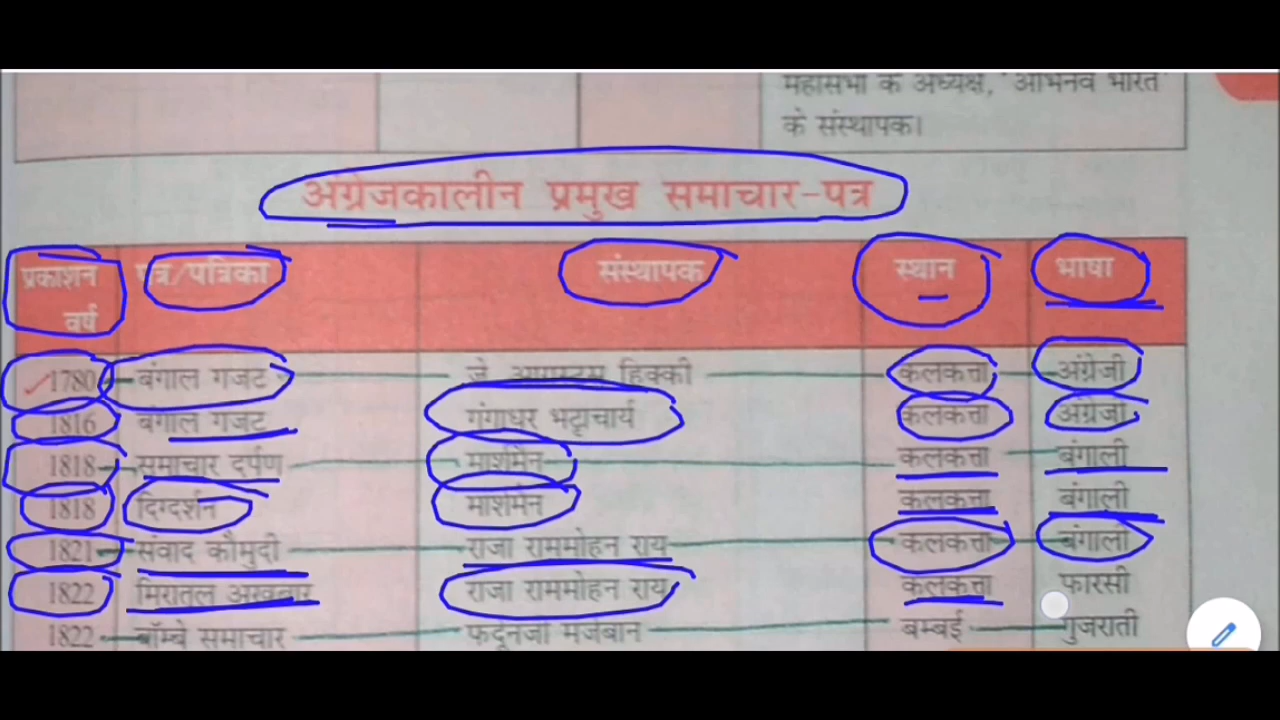 महासभा के अध्यक्ष, 'अभिनव भारत'
के संस्थापक।
अंग्रेजकालीन प्रमुख समाचार-पत्र
प्रकाशन वर्ष पत्र/पत्रिका संस्थापक स्थान भाषा
1780 बंगाल गजट जे. आगस्टस हिक्की कलकत्ता अंग्रेजी
1816 बंगाल गजट गंगाधर भट्टाचार्य कलकत्ता अंग्रेजी
1818 समाचार दर्पण मार्शमैन कलकत्ता बंगाली
1818 दिग्दर्शन मार्शमैन कलकत्ता बंगाली
1821 संवाद कौमुदी राजा राममोहन राय कलकत्ता बंगाली
1822 मिरातल अखबार राजा राममोहन राय कलकत्ता फारसी
1822 बॉम्बे समाचार फर्दूनजी मर्जबान बम्बई गुजराती